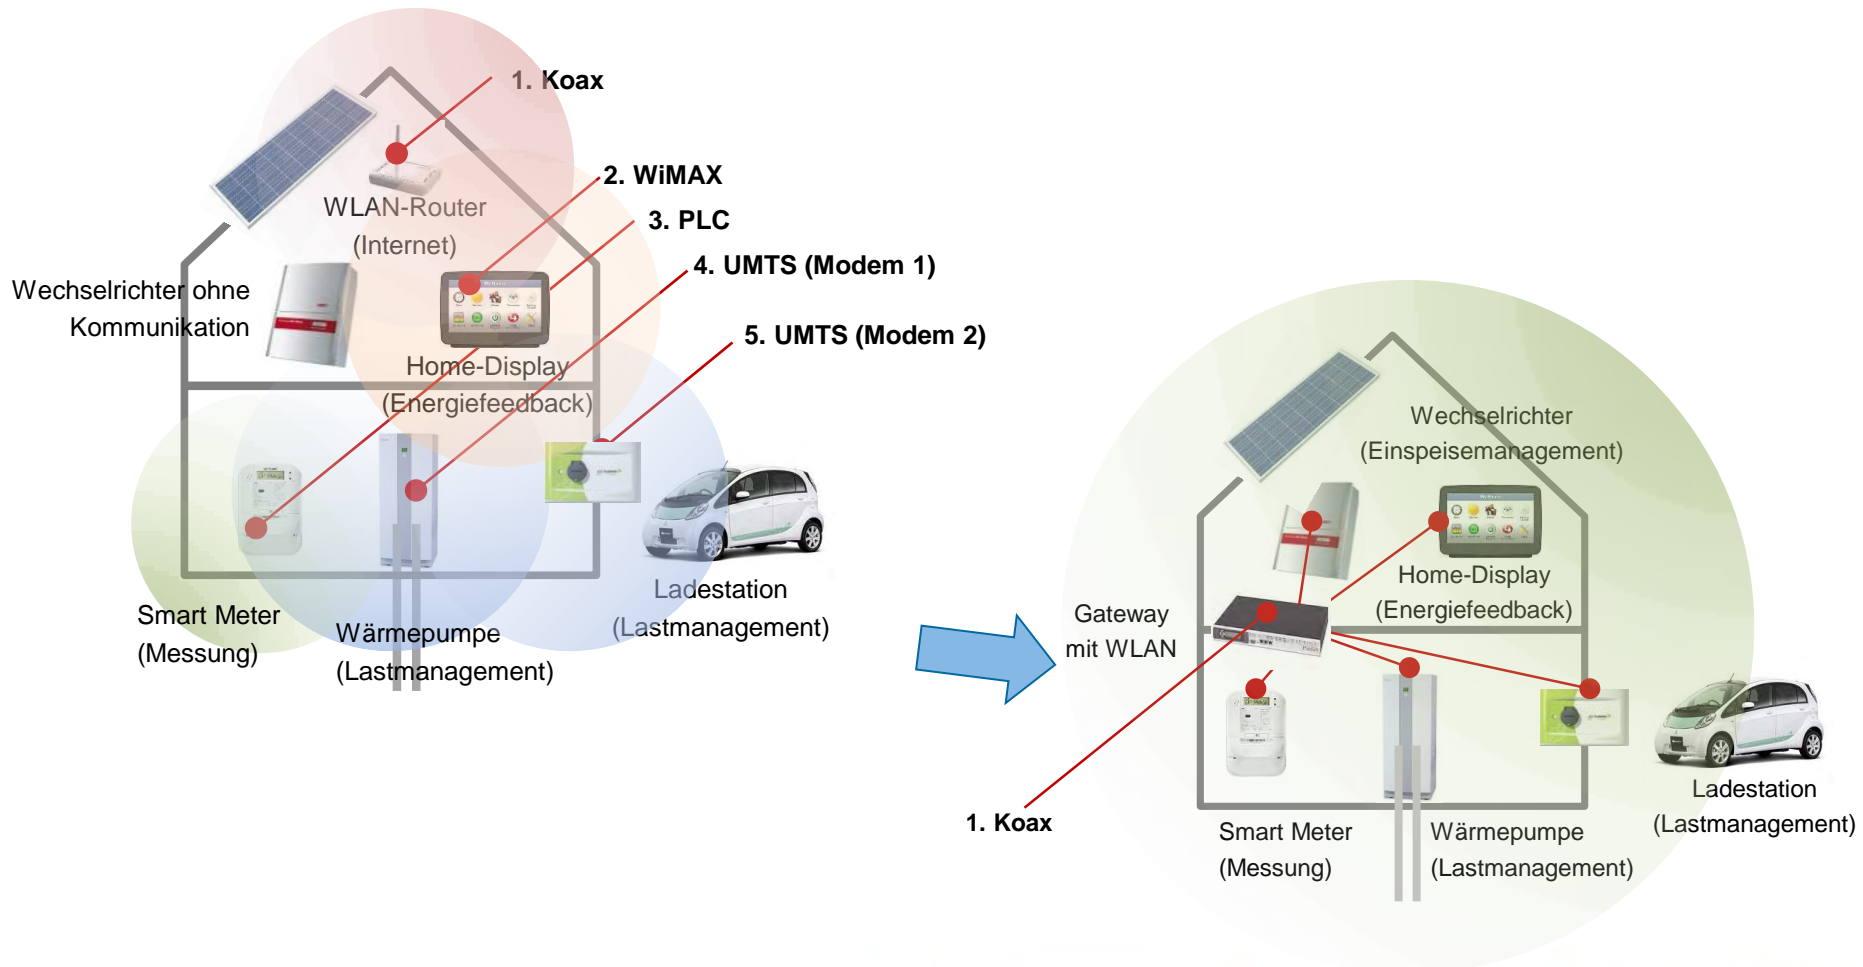 1. Koax
2. WiMAX
WLAN-Router
(Internet)
3. PLC
4. UMTS (Modem 1)
Wechselrichter ohne
Kommunikation
5. UMTS (Modem 2)
Home-Display
(Energiefeedback)
Ladestation
(Lastmanagement)
Smart Meter
(Messung)
Wärmepumpe
(Lastmanagement)
Wechselrichter
(Einspeisemanagement)
Home-Display
(Energiefeedback)
Gateway
mit WLAN
1. Koax
Smart Meter
(Messung)
Wärmepumpe
(Lastmanagement)
Ladestation
(Lastmanagement)